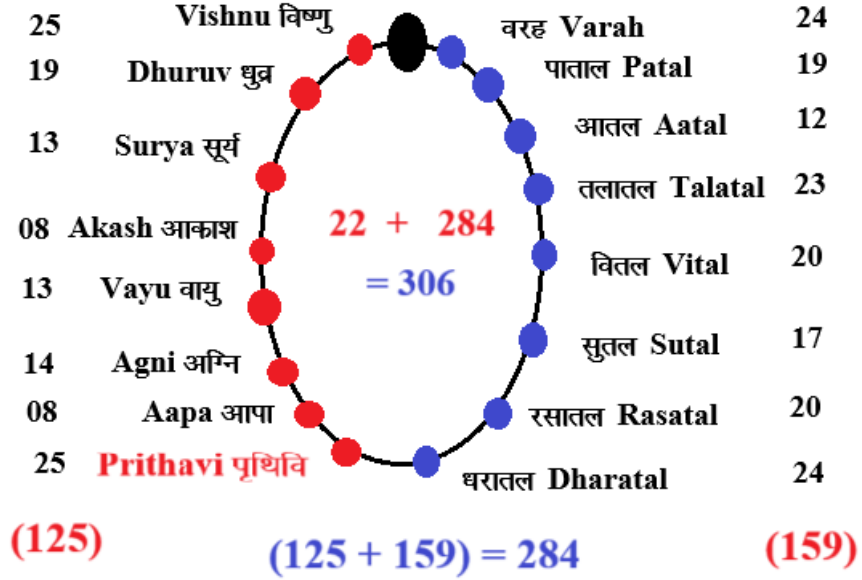 25 Vishnu विष्णु वरह Varah 24
19 Dhuruv धुव्र पाताल Patal 19
13 Surya सूर्य आतल Aatal 12
तलातल Talatal 23
08 Akash आकाश 22 + 284
वितल Vital 20
13 Vayu वायु = 306
14 Agni अग्नि सुतल Sutal 17
08 Aapa आपा रसातल Rasatal 20
25 Prithavi पृथिवि धरातल Dharatal 24
(125) (125 + 159) = 284 (159)